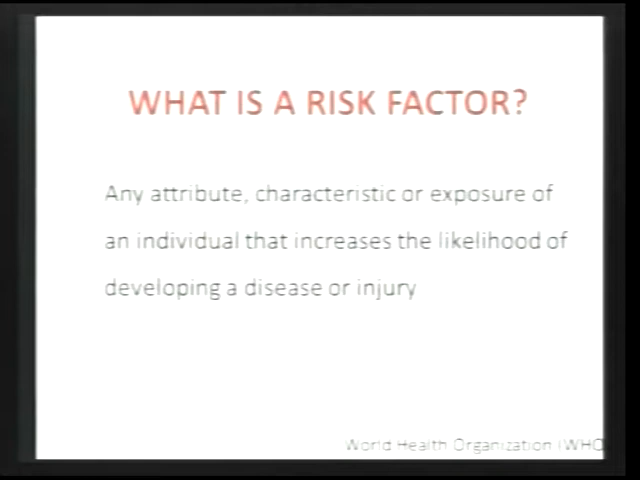 WHAT IS A RISK FACTOR?
Any attribute, characteristic or exposure of
an individual that increases the likelihood of
developing a disease or injury
World Health Organization (WHO